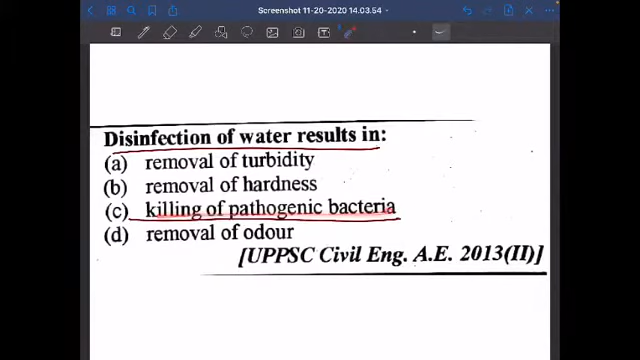 Screenshot 11-20-2020 14.03.54
Disinfection of water results in:
(a) removal of turbidity
(b) removal of hardness
(c) killing of pathogenic bacteria
(d) removal of odour
[UPPSC Civil Eng. A.E. 2013(II)]